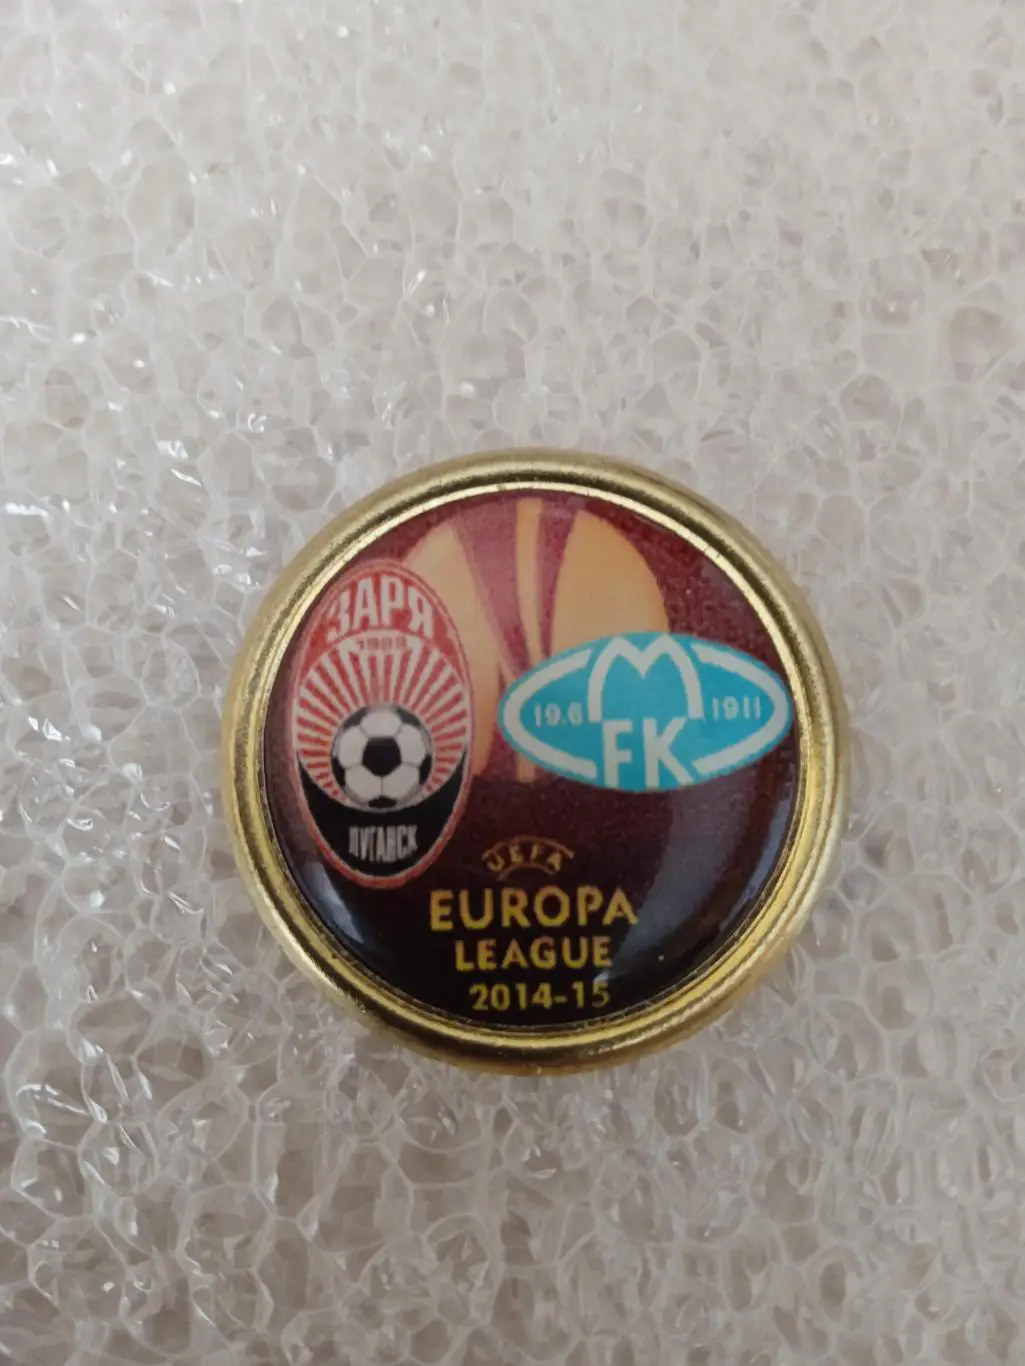 ЗАРЯ
ЛУГАНСК
M
19.6 1911
FK
UEFA
EUROPA
LEAGUE
2014-15